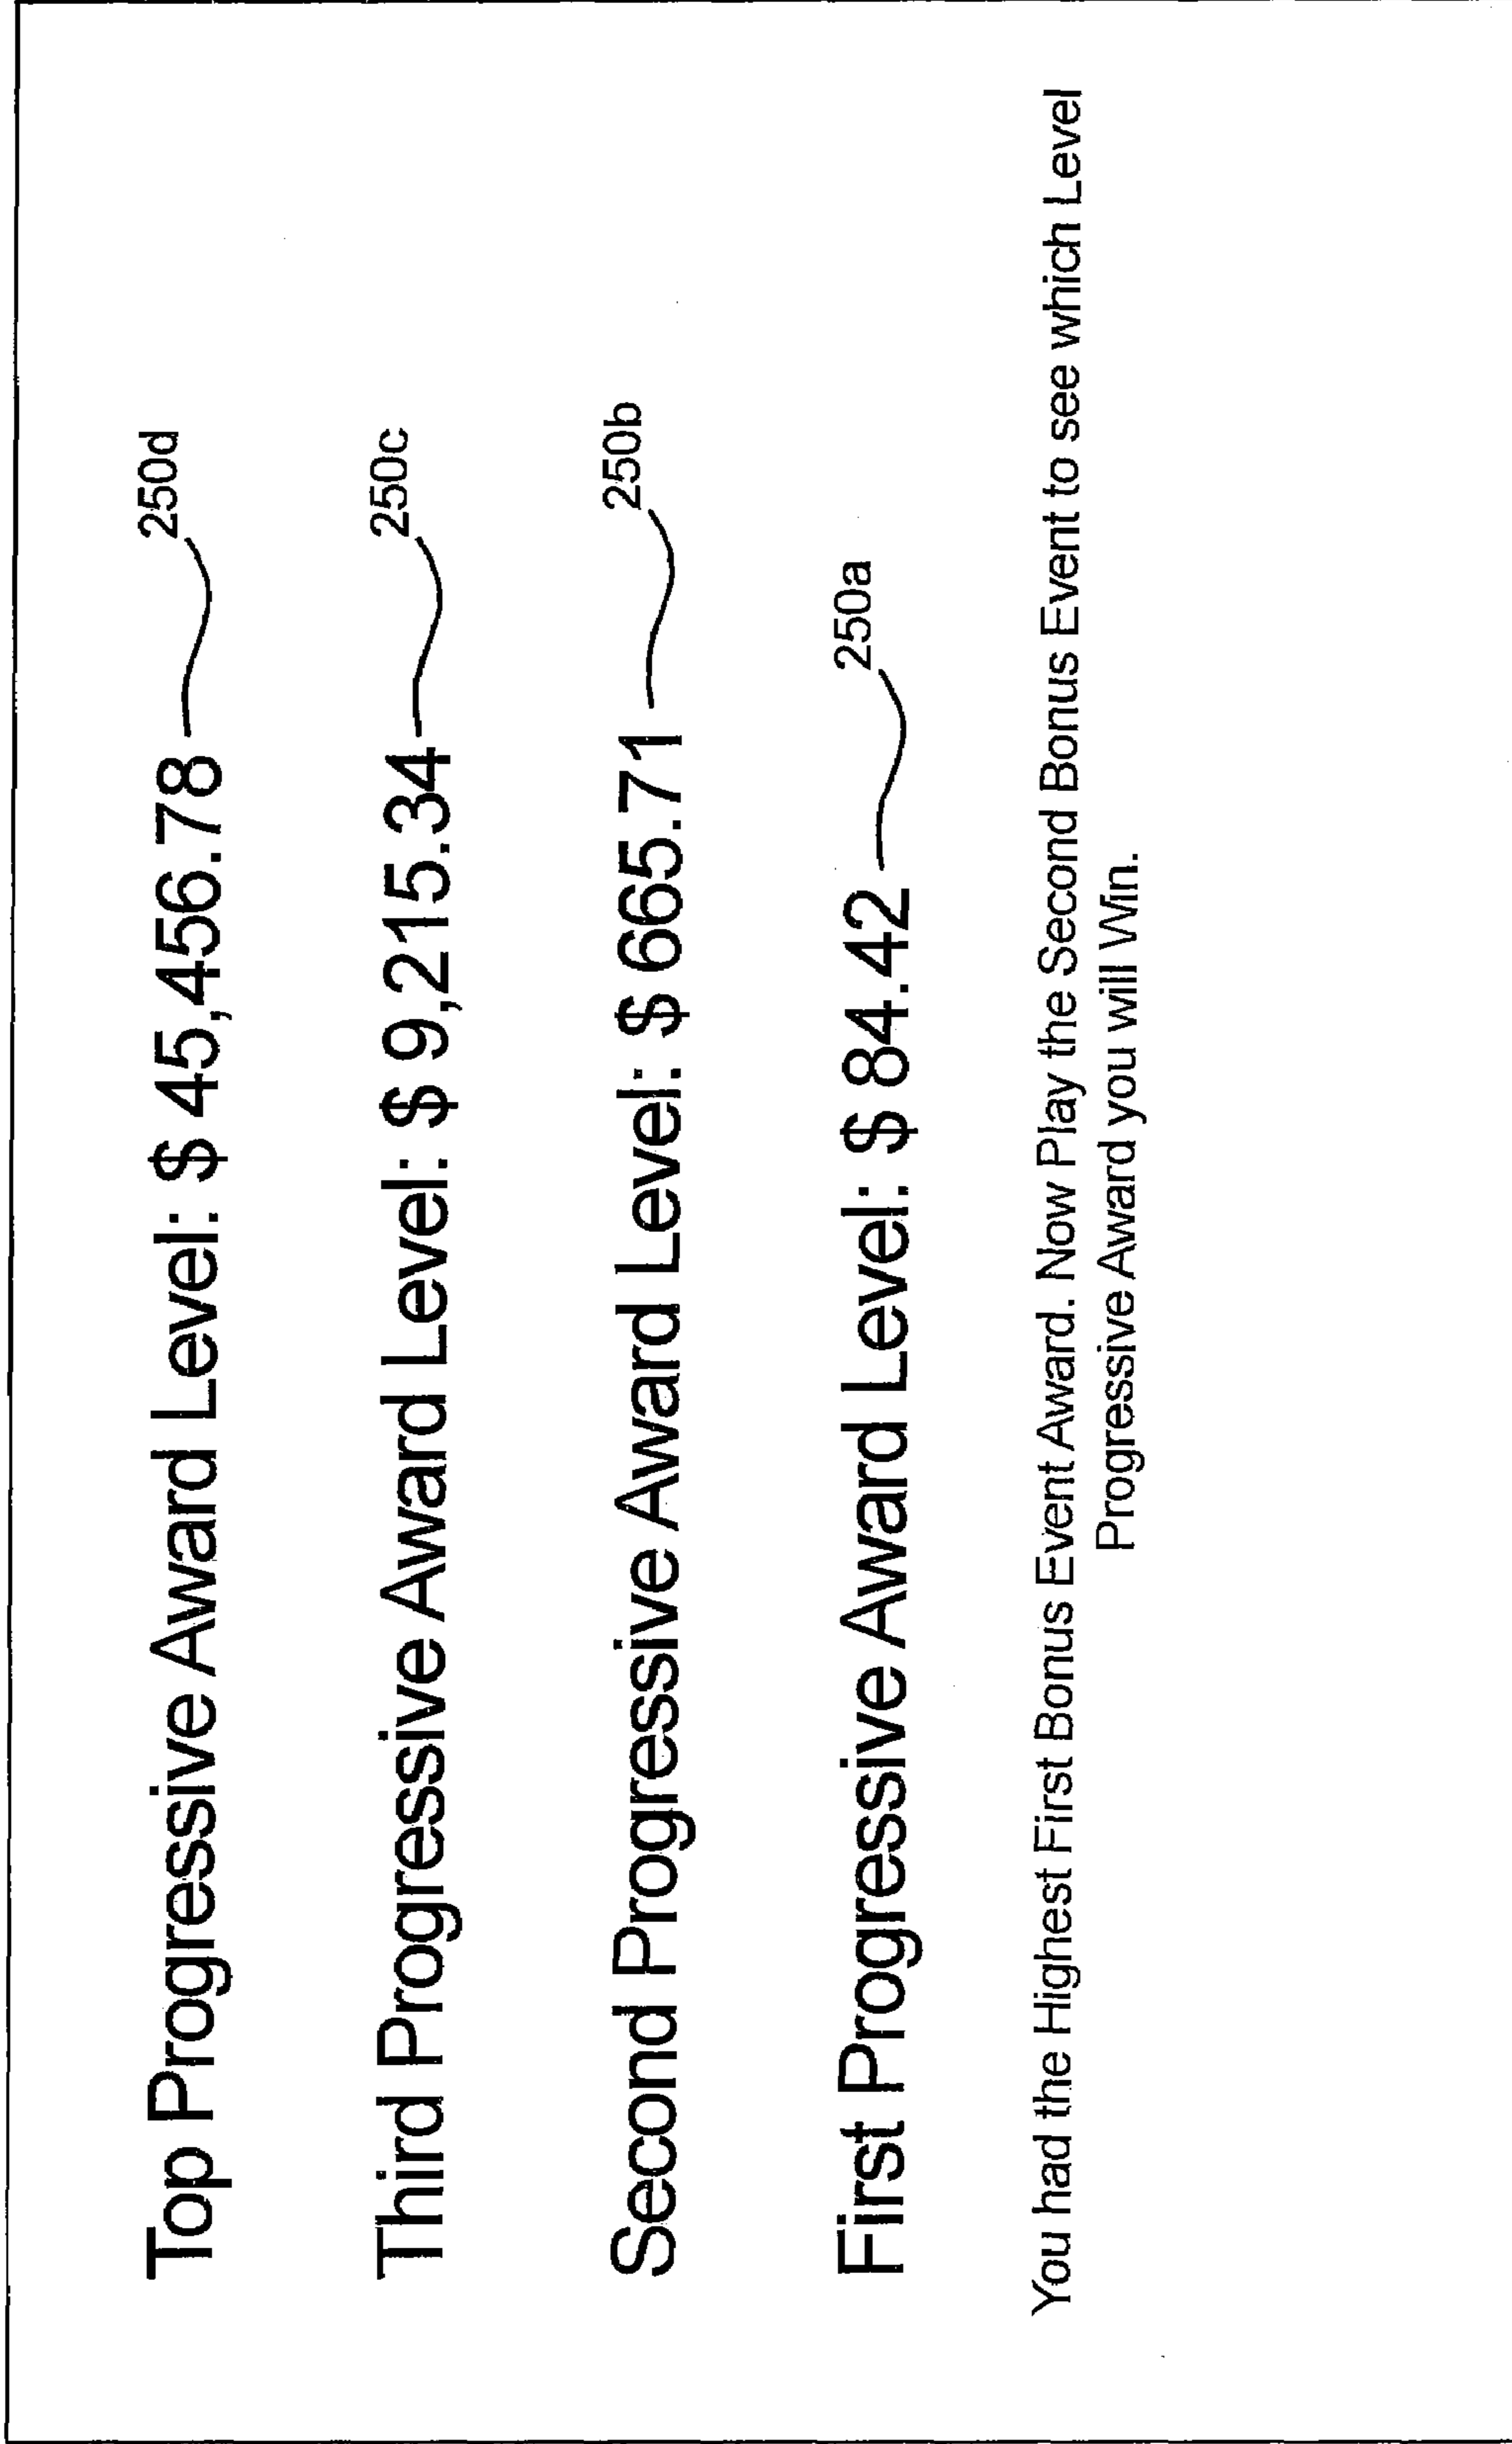 Top Progressive Award Level: $ 45,456.78 250d
Third Progressive Award Level: $ 9,215.34 250c
Second Progressive Award Level: $ 665.71 250b
First Progressive Award Level: $ 84.42 250a
You had the Highest First Bonus Event Award. Now Play the Second Bonus Event to see which Level
Progressive Award you will Win.